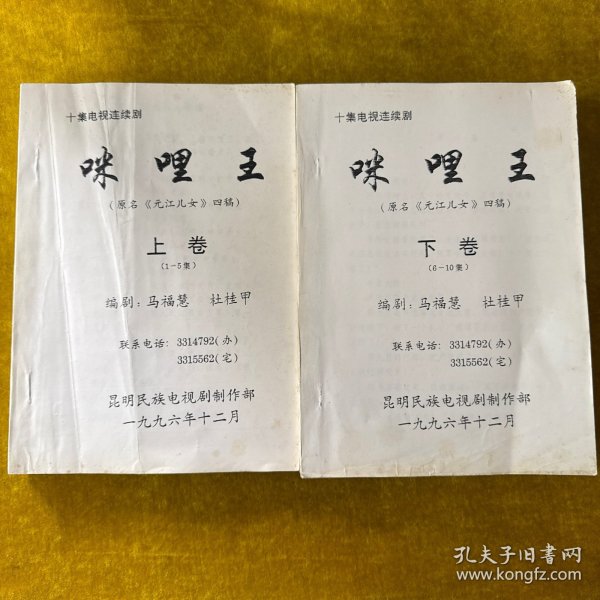 十集电视连续剧
咪哩王
(原名《元江儿女》四稿)
上卷
(1-5集)
编剧：马福慧 杜桂甲
联系电话：3314792(办)
3315562(宅)
昆明民族电视剧制作部
一九九六年十二月
十集电视连续剧
咪哩王
(原名《元江儿女》四稿)
下卷
(6-10集)
编剧：马福慧 杜桂甲
联系电话：3314792(办)
3315562(宅)
昆明民族电视剧制作部
一九九六年十二月
孔夫子旧书网
www.kongfz.com